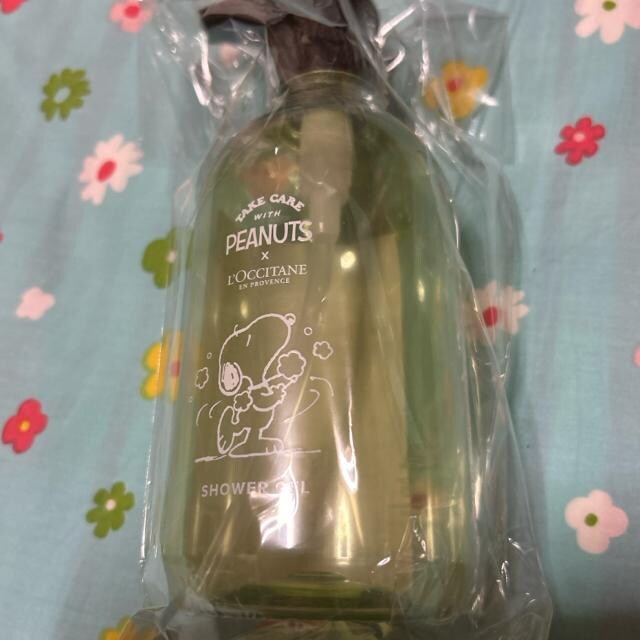 TAKE CARE
WITH
PEANUTS
x
L'OCCITANE
EN PROVENCE
SHOWER GEL